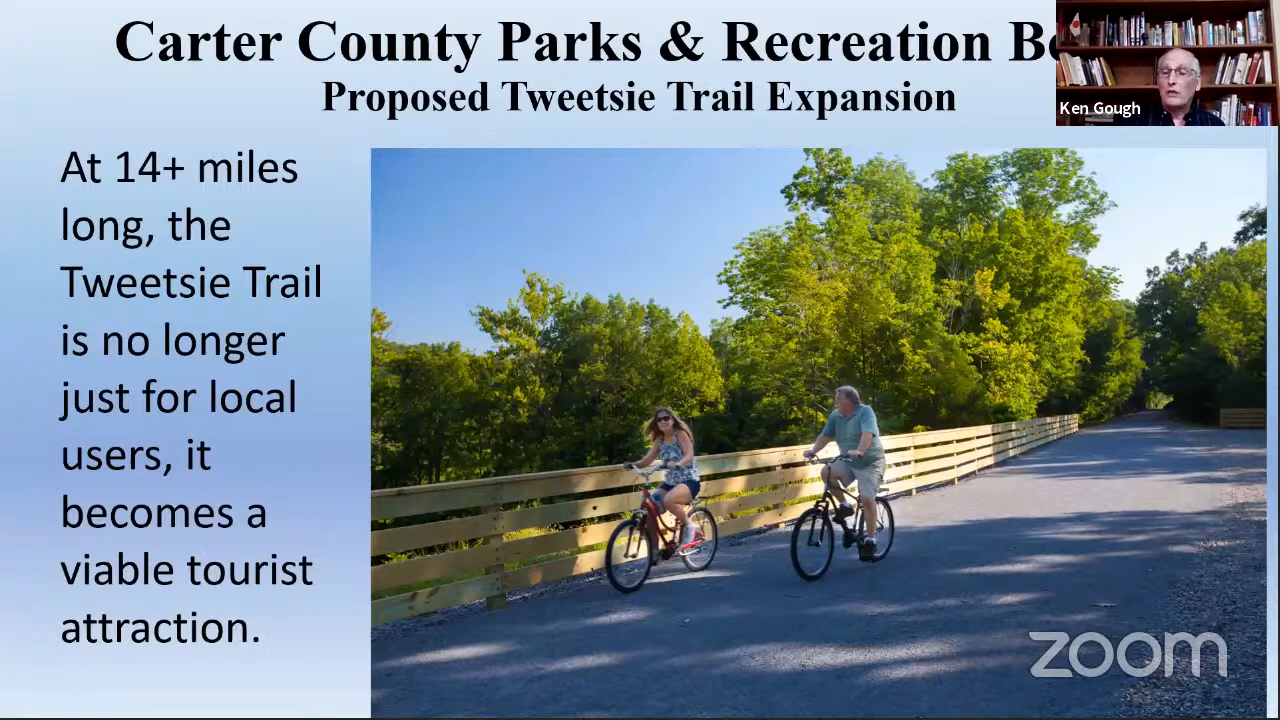 Carter County Parks & Recreation
Proposed Tweetsie Trail Expansion
Ken Gough
At 14+ miles
long, the
Tweetsie Trail
is no longer
just for local
users, it
becomes a
viable tourist
attraction.
zoom